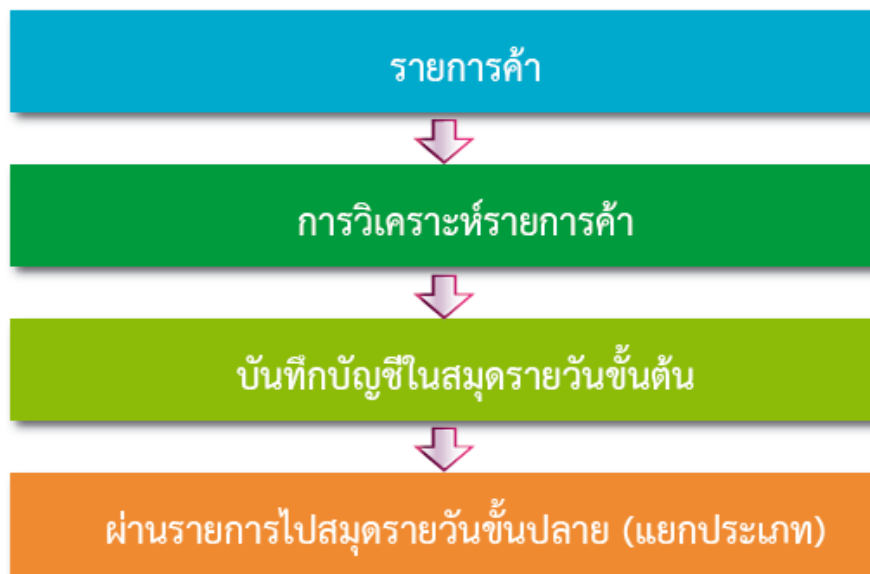 รายการค้า
การวิเคราะห์รายการค้า
บันทึกบัญชีในสมุดรายวันขั้นต้น
ผ่านรายการไปสมุดรายวันขั้นปลาย (แยกประเภท)